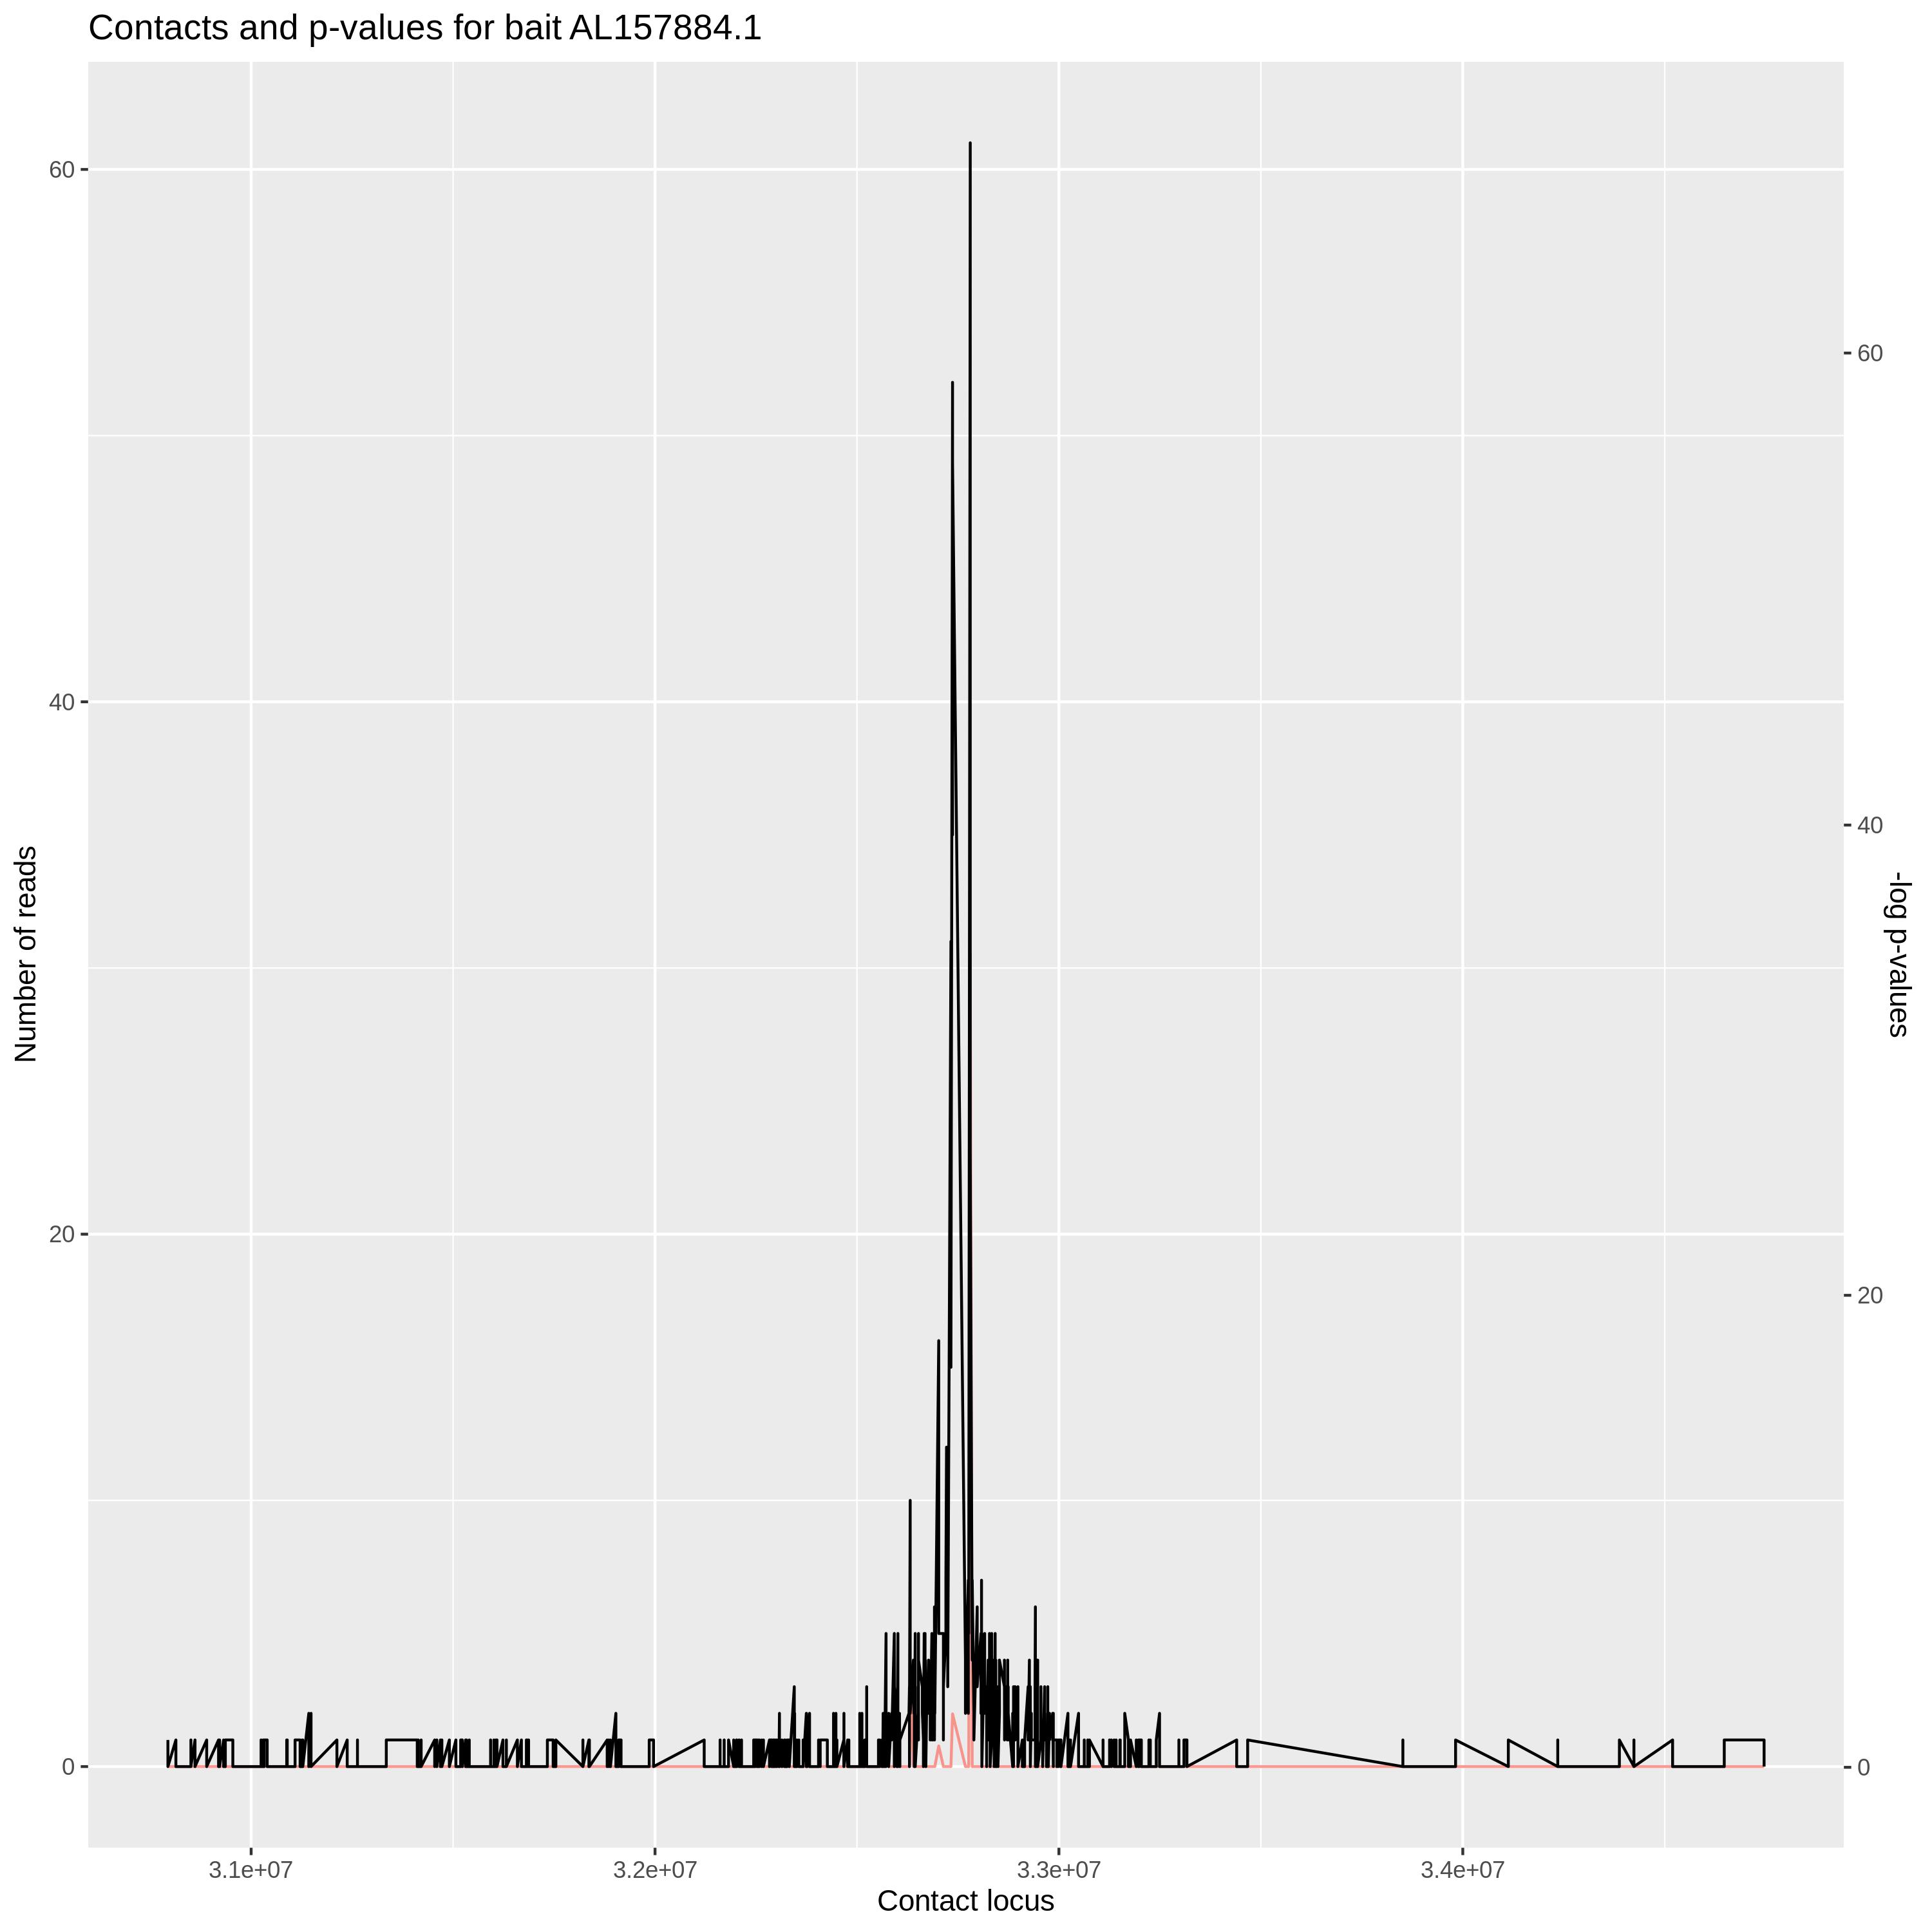 Contacts and p-values for bait AL157884.1
60
40
20
0
Number of reads
60
40
20
0
-log p-values
3.1e+07
3.2e+07
3.3e+07
3.4e+07
Contact locus